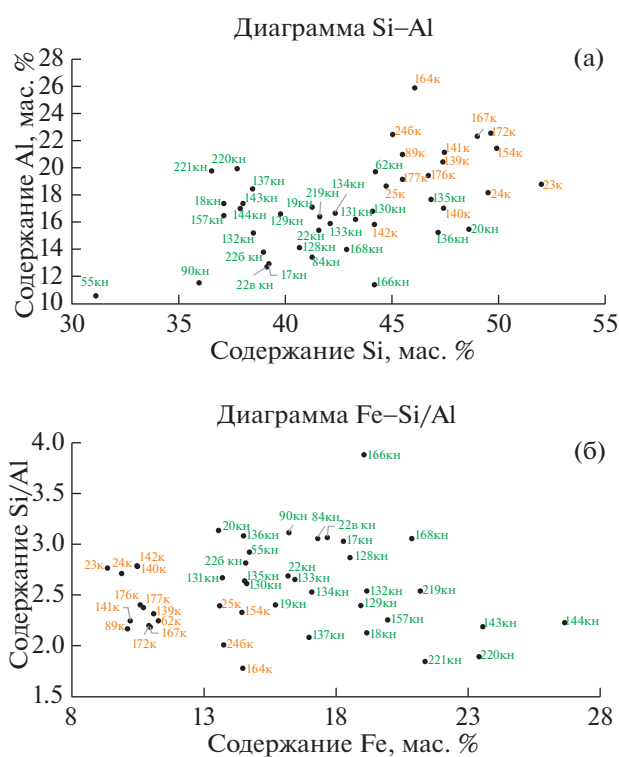 Диаграмма Si–Al
(а)
Содержание Al, мас. %
28
26
24
22
20
18
16
14
12
10
164к
167к
246к
172к
89к
141к
154к
139к
220кн
62кн
221кн
137кн
134кн
177к
176к
23к
219кн
25к
24к
18кн
143кн
19кн
131кн
130кн
135кн
157кн
144кн
129кн
133кн
142к
140к
132кн
22кн
136кн
20кн
226 кн
128кн
168кн
84кн
90кн
17кн
55кн
22в кн
166кн
30
35
40
45
50
55
Содержание Si, мас. %
Диаграмма Fe–Si/Al
(б)
Содержание Si/Al
4.0
3.5
3.0
2.5
2.0
1.5
166кн
90кн
84кн
22в кн
20кн
136кн
17кн
168кн
55кн
142к
226 кн
128кн
23к
24к
140к
22кн
131кн
135кн
133кн
130кн
134кн
132кн
219кн
176к
177к
25к
19кн
129кн
141к
139к
154к
157кн
89к
62к
143кн
144кн
172к
167к
137кн
18кн
246к
164к
221кн
220кн
8
13
18
23
28
Содержание Fe, мас. %